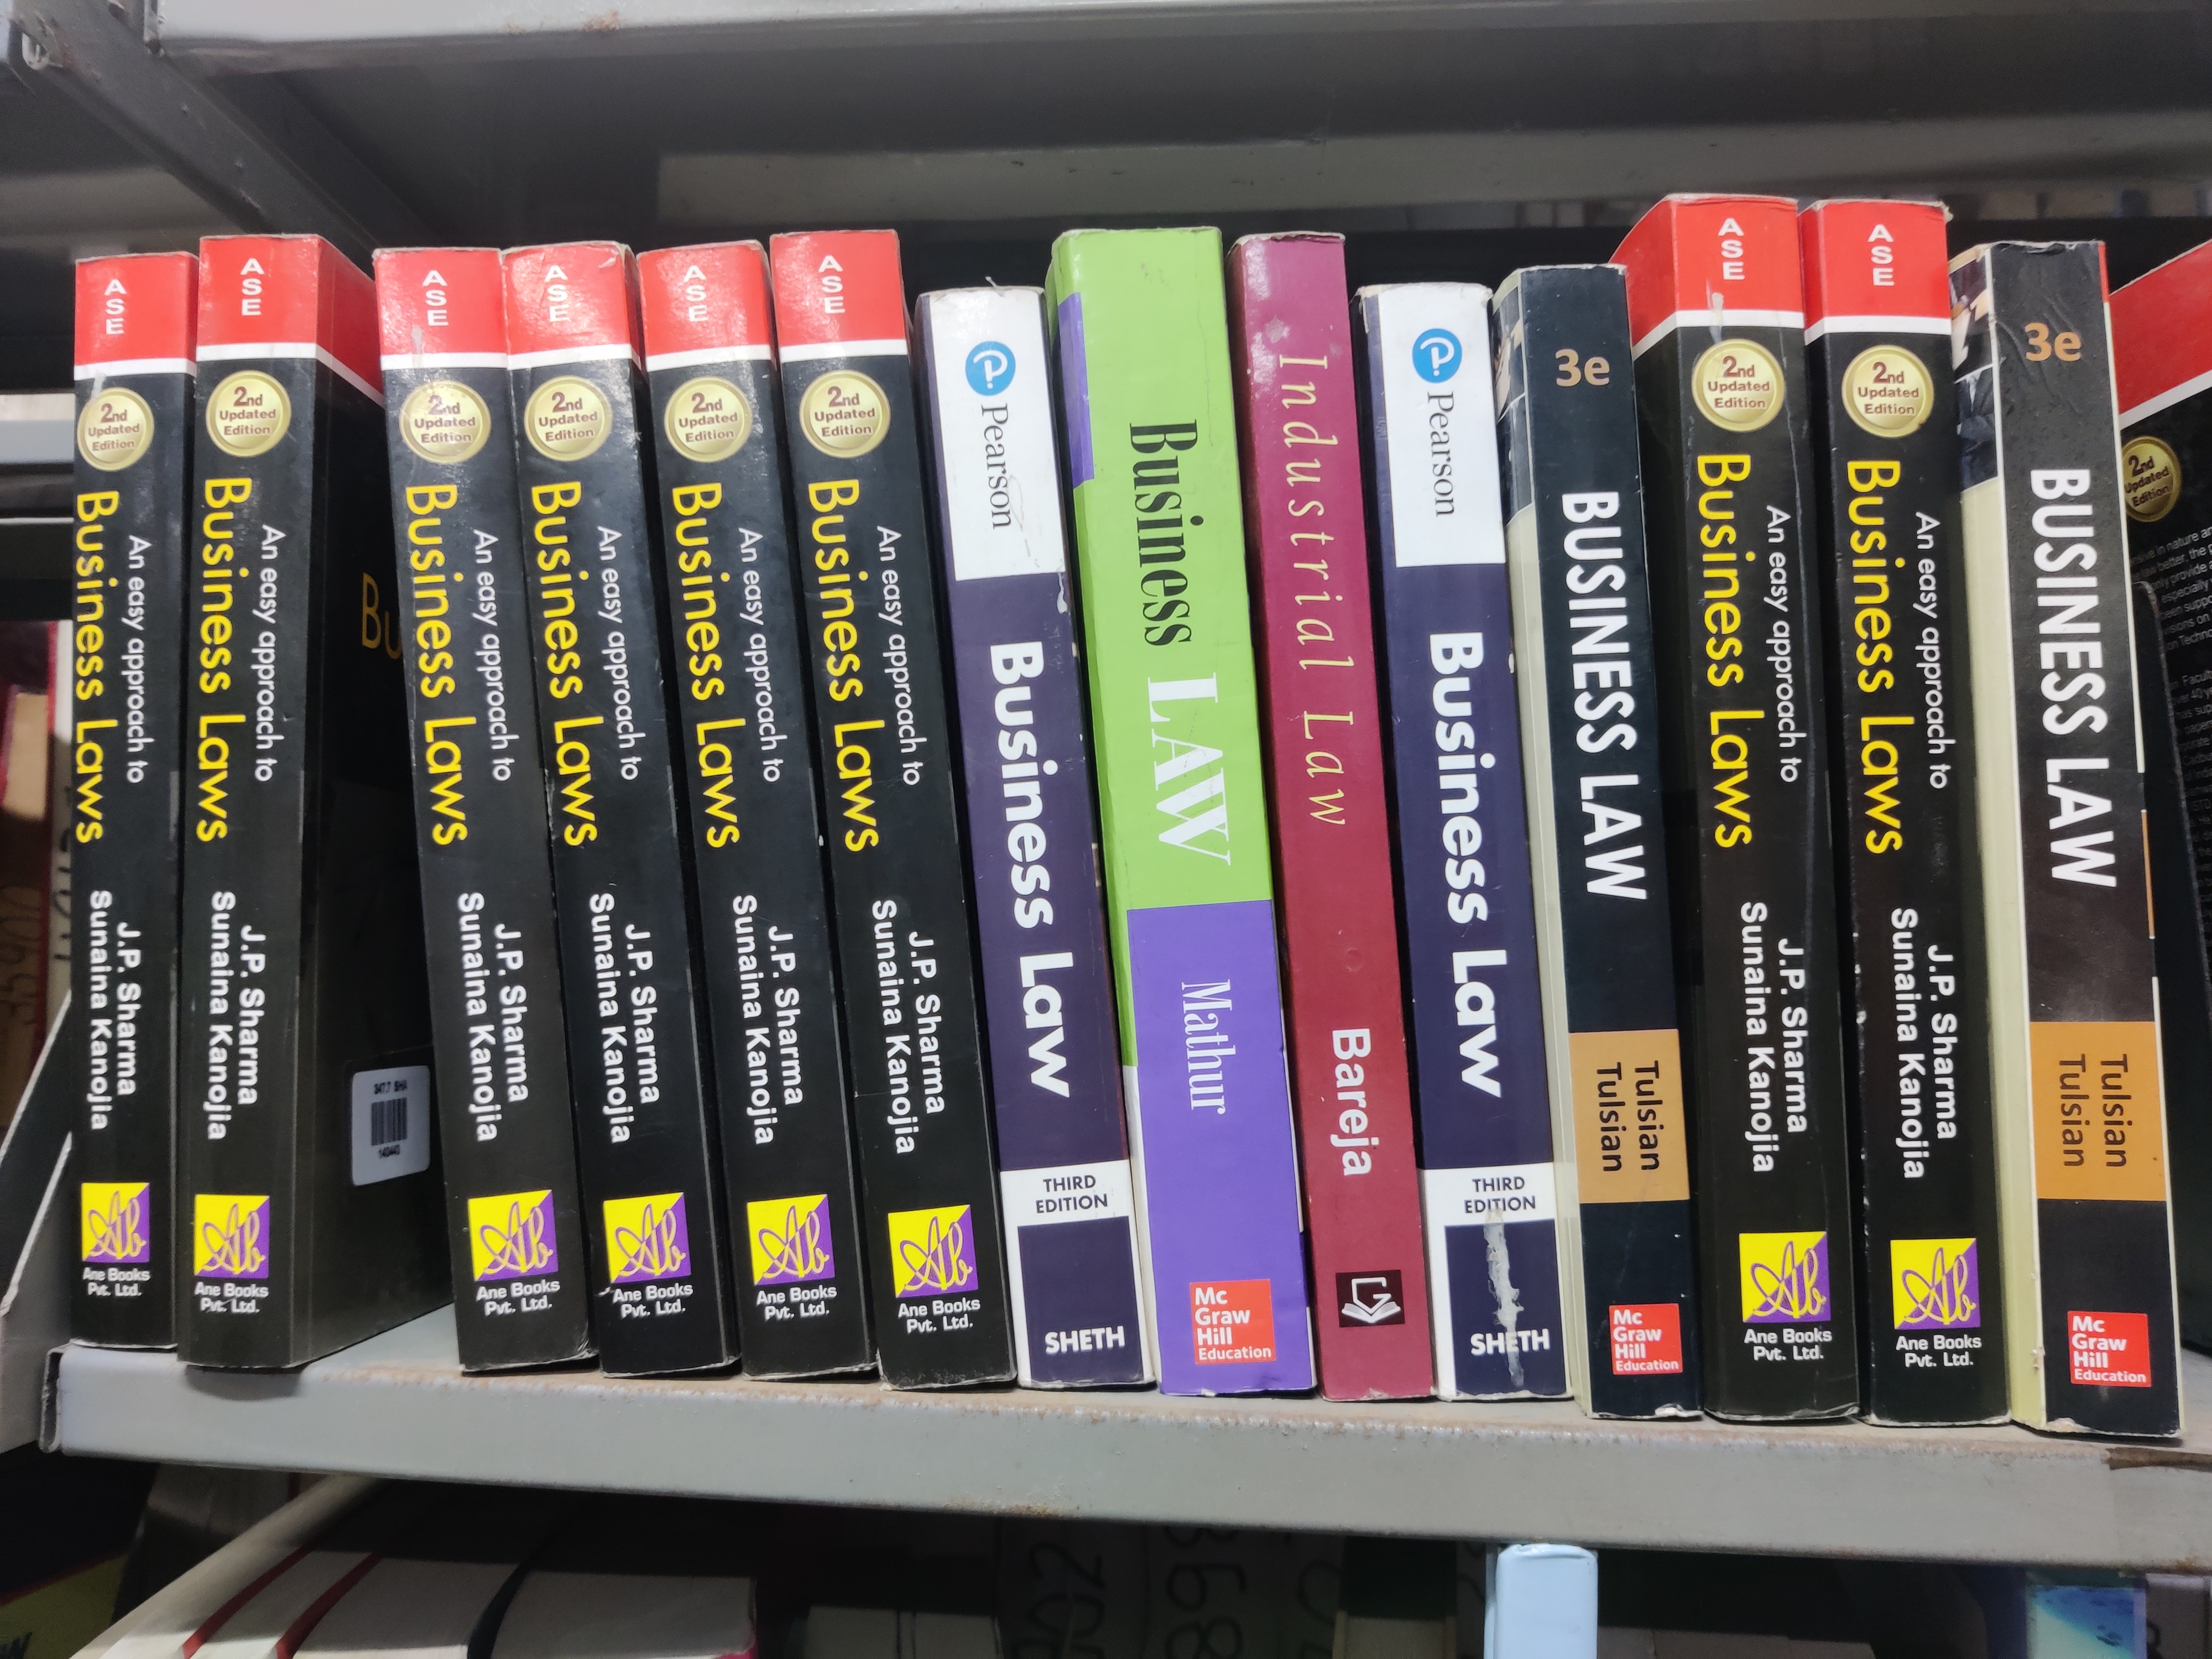 ASE
2nd
Updated
Edition
An easy approach to
Business Laws
J.P. Sharma
Sunaina Kanojia
Ane Books
Pvt. Ltd.
ASE
2nd
Updated
Edition
An easy approach to
Business Laws
J.P. Sharma
Sunaina Kanojia
Ane Books
Pvt. Ltd.
Bu
347.7 SHA
ASE
2nd
Updated
Edition
An easy approach to
Business Laws
J.P. Sharma
Sunaina Kanojia
Ane Books
Pvt. Ltd.
ASE
2nd
Updated
Edition
An easy approach to
Business Laws
J.P. Sharma
Sunaina Kanojia
Ane Books
Pvt. Ltd.
ASE
2nd
Updated
Edition
An easy approach to
Business Laws
J.P. Sharma
Sunaina Kanojia
Ane Books
Pvt. Ltd.
ASE
2nd
Updated
Edition
An easy approach to
Business Laws
J.P. Sharma
Sunaina Kanojia
Ane Books
Pvt. Ltd.
Pearson
Business Law
THIRD
EDITION
SHETH
Business LAW
Mathur
Mc
Graw
Hill
Education
Industrial Law
Bareja
Pearson
Business Law
THIRD
EDITION
SHETH
3e
BUSINESS LAW
Tulsian
Tulsian
Mc
Graw
Hill
Education
ASE
2nd
Updated
Edition
An easy approach to
Business Laws
J.P. Sharma
Sunaina Kanojia
Ane Books
Pvt. Ltd.
ASE
2nd
Updated
Edition
An easy approach to
Business Laws
J.P. Sharma
Sunaina Kanojia
Ane Books
Pvt. Ltd.
3e
BUSINESS LAW
Tulsian
Tulsian
Mc
Graw
Hill
Education
2nd
Updated
Edition